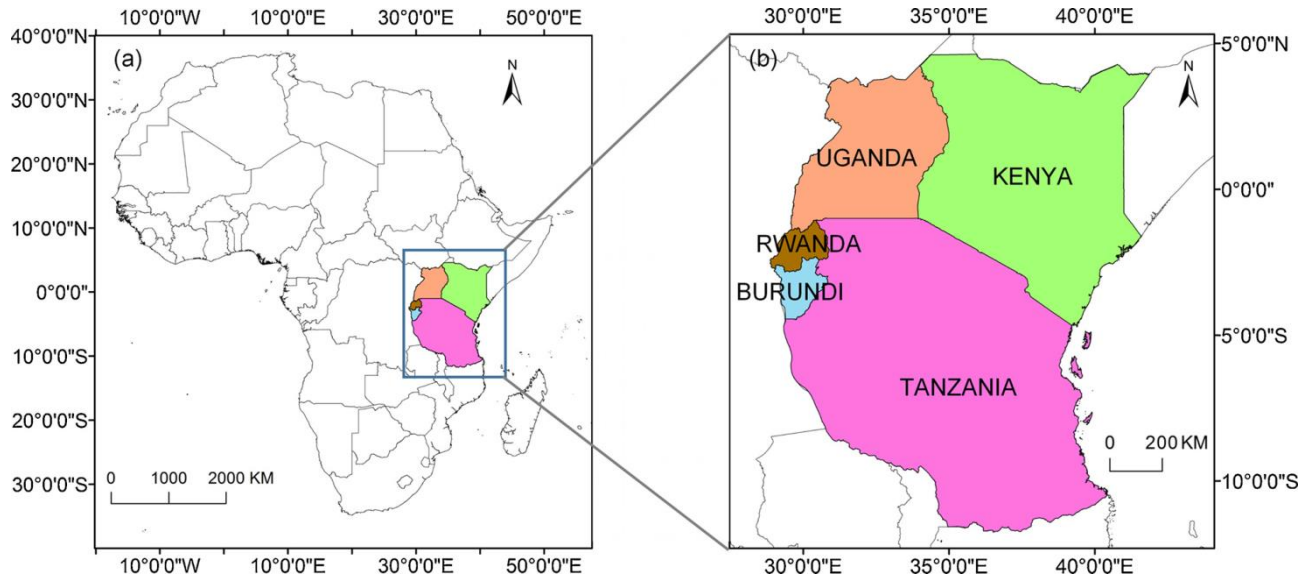 10°0'0"W 10°0'0"E 30°0'0"E 50°0'0"E
40°0'0"N
30°0'0"N
20°0'0"N
10°0'0"N
0°0'0"
10°0'0"S
20°0'0"S
30°0'0"S
(a)
N
0 1000 2000 KM
10°0'0"W 10°0'0"E 30°0'0"E 50°0'0"E
30°0'0"E 35°0'0"E 40°0'0"E
(b)
N
5°0'0"N
0°0'0"
5°0'0"S
10°0'0"S
UGANDA
KENYA
RWANDA
BURUNDI
TANZANIA
0 200 KM
30°0'0"E 35°0'0"E 40°0'0"E